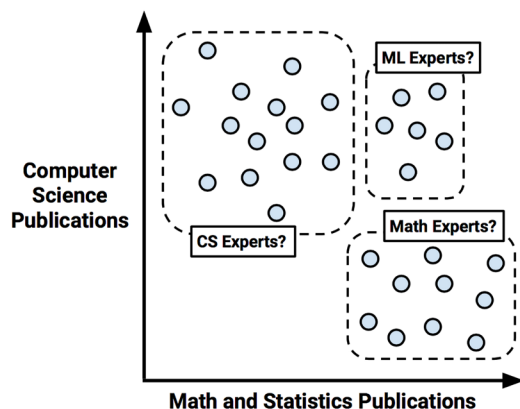 ML Experts?
Computer
Science
Publications
CS Experts?
Math Experts?
Math and Statistics Publications